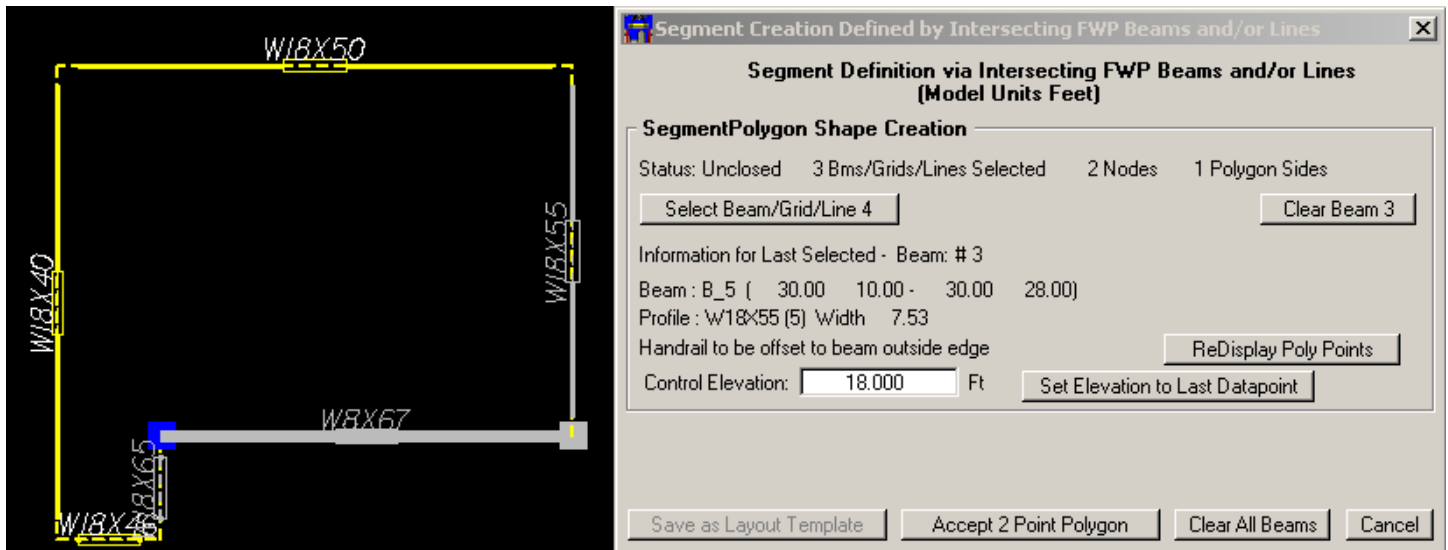 W18X50
W18X55
W18X40
W8X67
W18X46
Segment Creation Defined by Intersecting FWP Beams and/or Lines
Segment Definition via Intersecting FWP Beams and/or Lines
(Model Units Feet)
SegmentPolygon Shape Creation
Status: Unclosed 3 Bms/Grids/Lines Selected 2 Nodes 1 Polygon Sides
Select Beam/Grid/Line 4 Clear Beam 3
Information for Last Selected - Beam: # 3
Beam : B_5 ( 30.00 10.00 - 30.00 28.00)
Profile : W18X55 (5) Width 7.53
Handrail to be offset to beam outside edge ReDisplay Poly Points
Control Elevation: 18.000 Ft Set Elevation to Last Datapoint
Save as Layout Template Accept 2 Point Polygon Clear All Beams Cancel